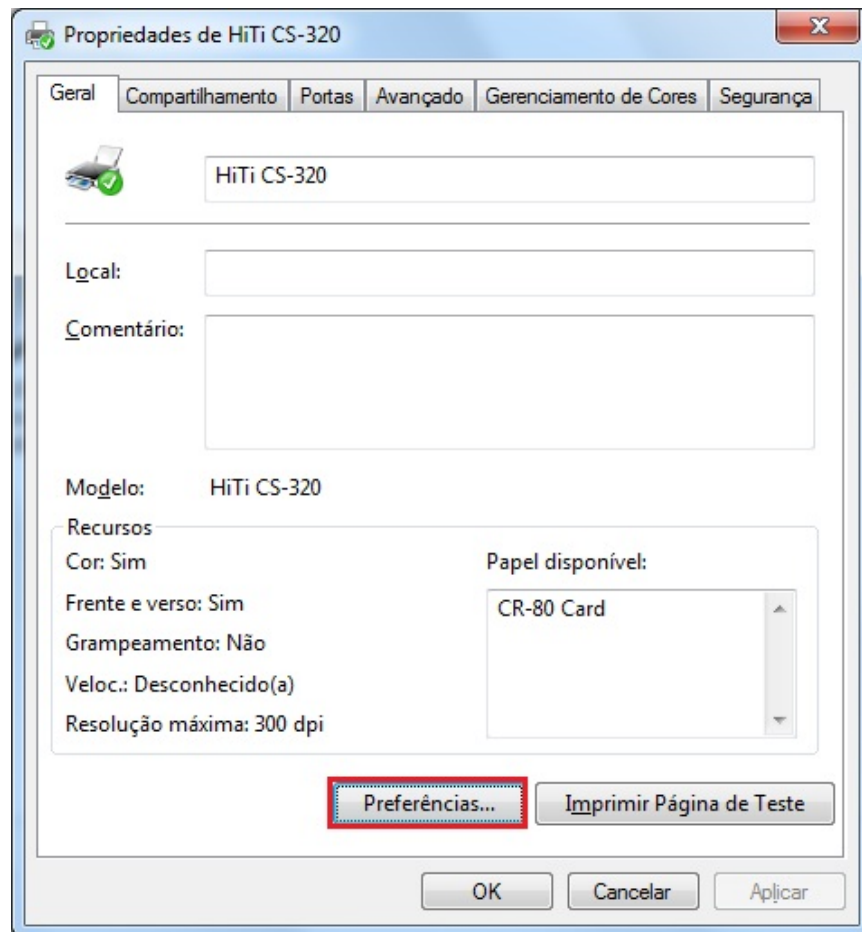 Propriedades de HiTi CS-320
X
Geral Compartilhamento Portas Avançado Gerenciamento de Cores Segurança
HiTi CS-320
Local:
Comentário:
Modelo: HiTi CS-320
Recursos
Cor: Sim Papel disponível:
Frente e verso: Sim CR-80 Card
Grampeamento: Não
Veloc.: Desconhecido(a)
Resolução máxima: 300 dpi
Preferências... Imprimir Página de Teste
OK Cancelar Aplicar